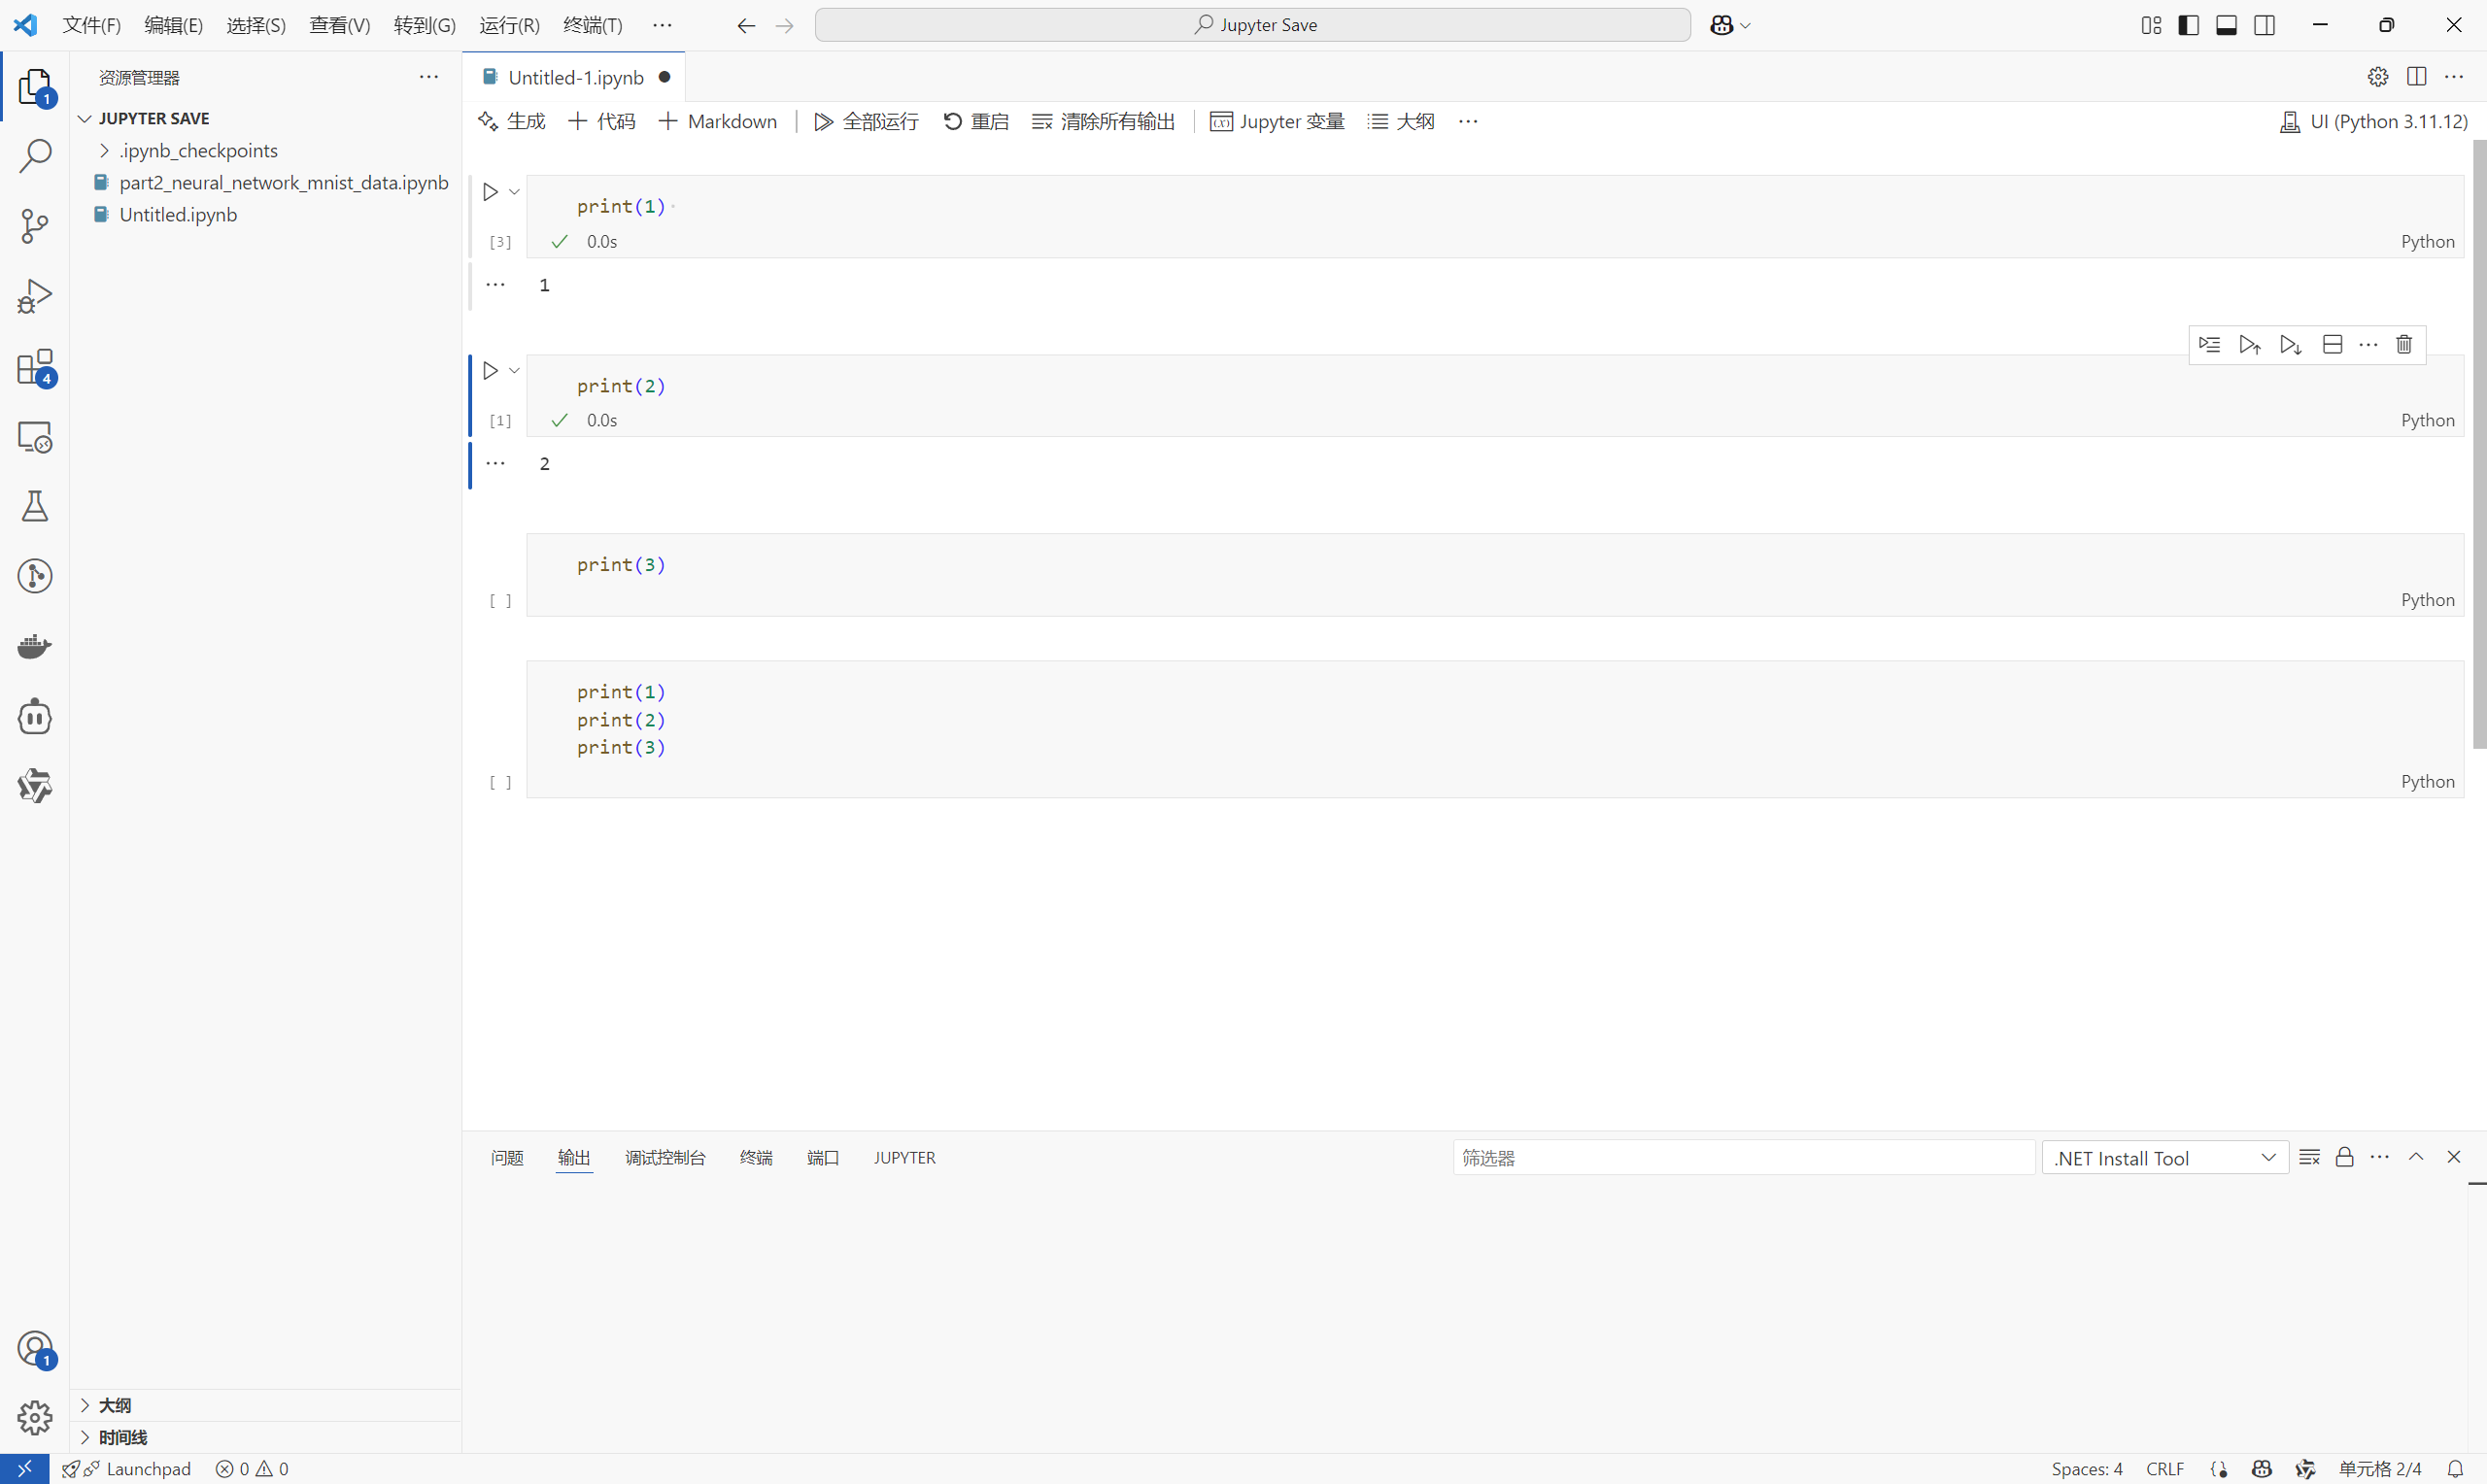 文件(F) 编辑(E) 选择(S) 查看(V) 转到(G) 运行(R) 终端(T) ··· Jupyter Save
资源管理器 ···
1
JUPYTER SAVE
.ipynb_checkpoints
part2_neural_network_mnist_data.ipynb
Untitled.ipynb
4
1
大纲
时间线
Untitled-1.ipynb
生成 代码 Markdown 全部运行 重启 清除所有输出 Jupyter 变量 大纲 ··· UI (Python 3.11.12)
print(1)
[3] 0.0s Python
1
print(2)
[1] 0.0s Python
2
print(3)
[ ] Python
print(1)
print(2)
print(3)
[ ] Python
问题 输出 调试控制台 终端 端口 JUPYTER 筛选器 .NET Install Tool
Launchpad 0 0 Spaces: 4 CRLF 单元格 2/4